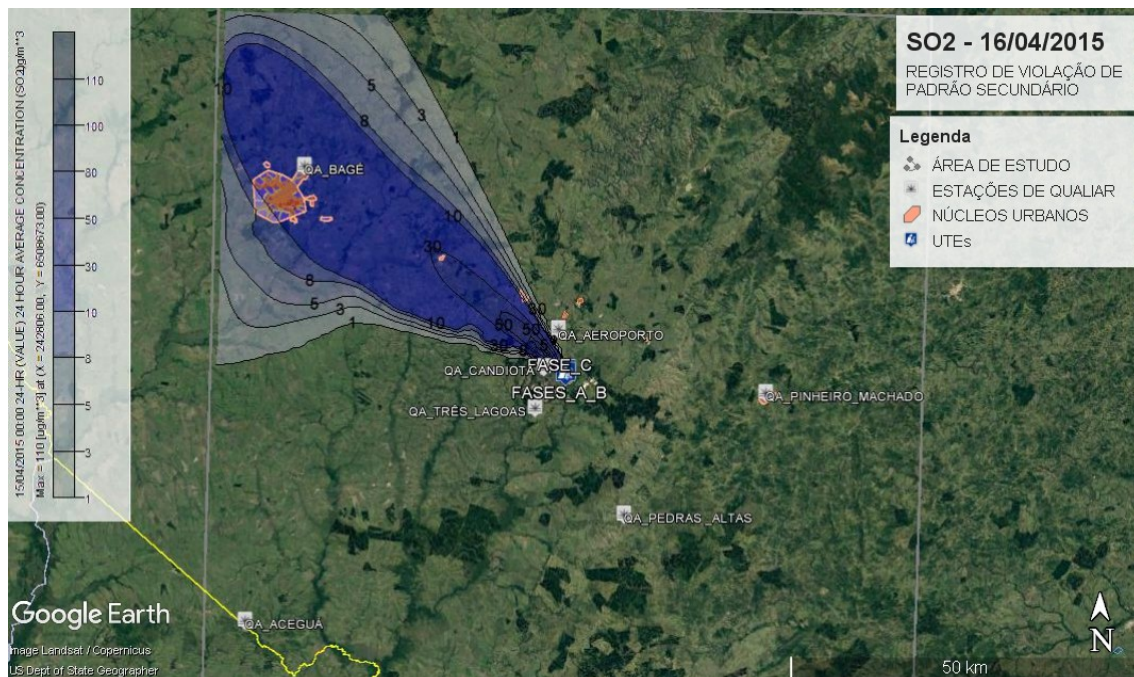 SO2 - 16/04/2015
REGISTRO DE VIOLAÇÃO DE
PADRÃO SECUNDÁRIO
Legenda
ÁREA DE ESTUDO
ESTAÇÕES DE QUALIAR
NÚCLEOS URBANOS
UTEs
15/04/2015 00:00 24-HR (VALUE) 24 HOUR AVERAGE CONCENTRATION (SO2)g/m**3
Max = 110 [ug/m**3] at (X = 242806.00, Y = 6508673.00)
110
100
80
50
30
10
8
5
3
1
10
5
8
3
1
QA_BAGÉ
10
30
8
5
3
1
10
30
50
50
30
QA_AEROPORTO
QA_CANDIOTA
FASE_C
FASES_A_B
QA_TRÊS_LAGOAS
QA_PINHEIRO_MACHADO
QA_PEDRAS _ALTAS
QA_ACEGUÁ
Google Earth
Image Landsat / Copernicus
US Dept of State Geographer
N
50 km